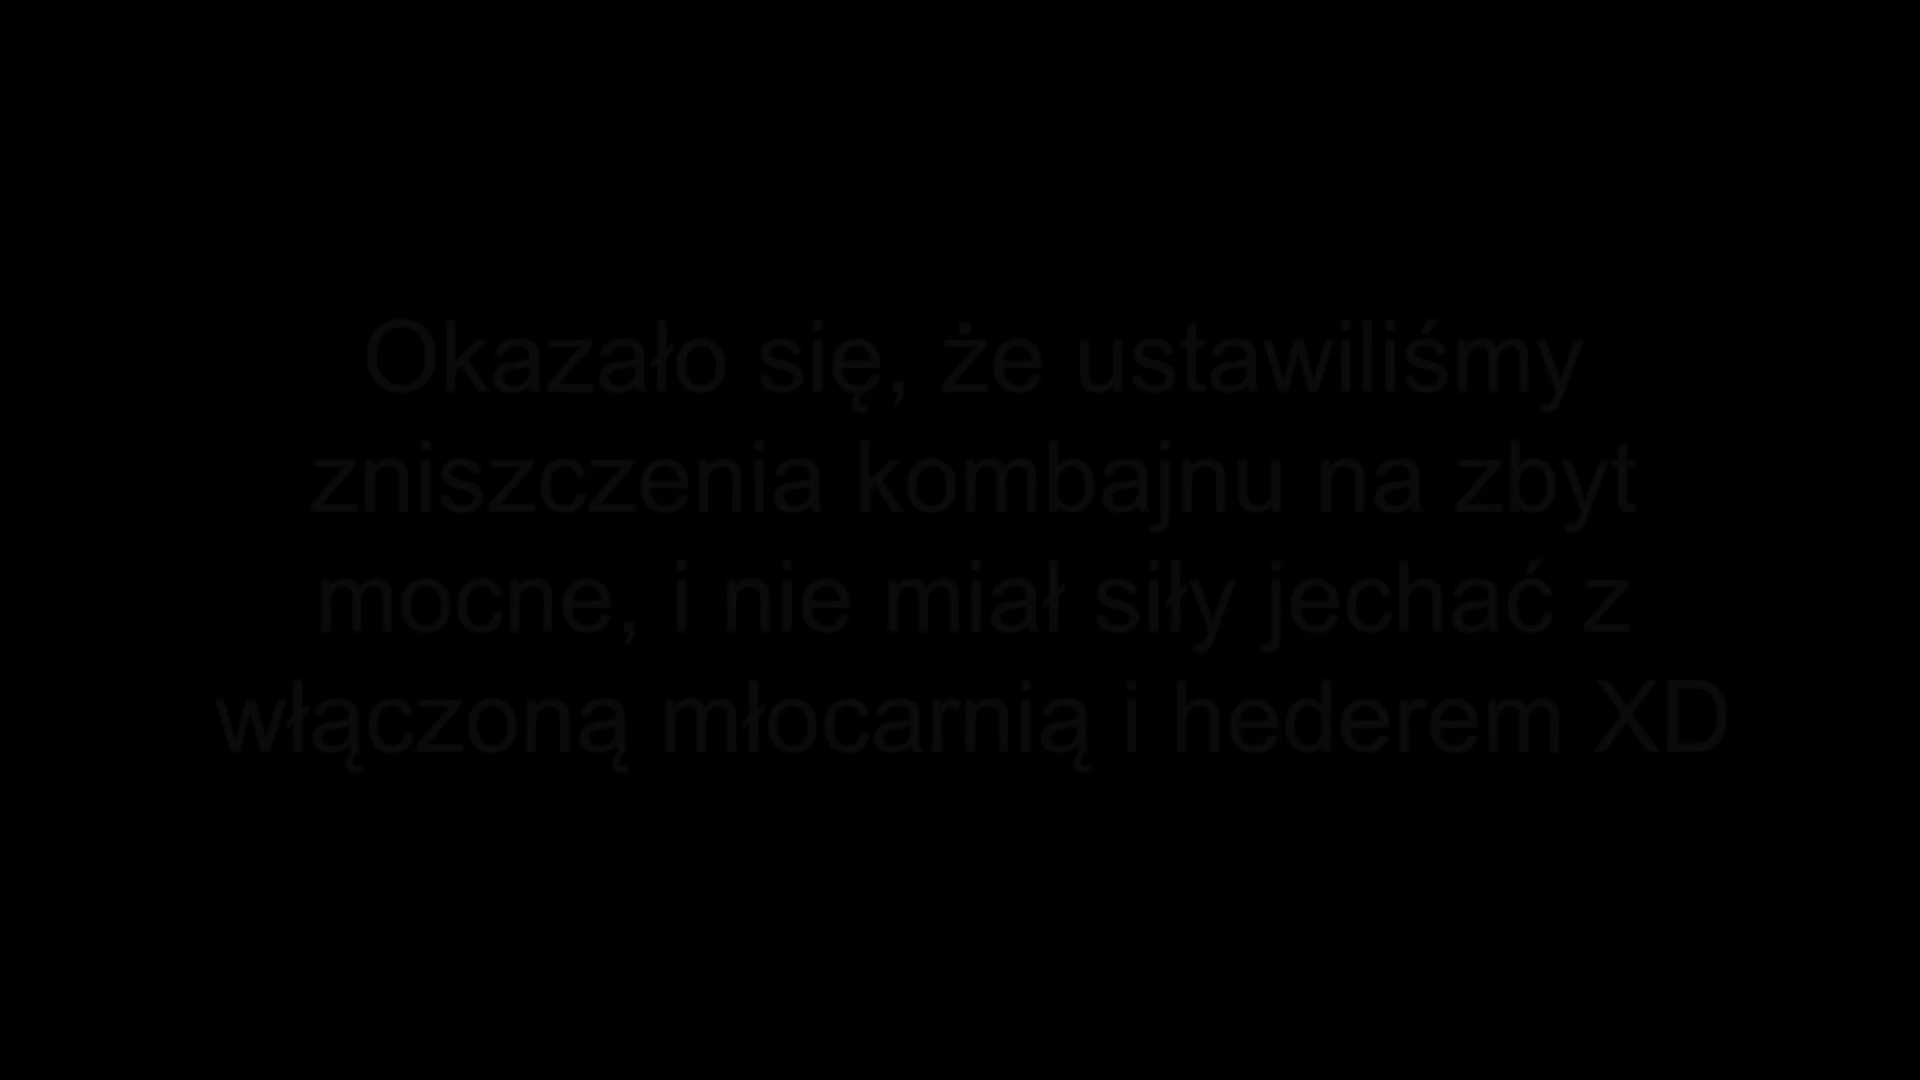 Okazało się, że ustawiliśmy
zniszczenia kombajnu na zbyt
mocne, i nie miał siły jechać z
włączoną młocarnią i hederem XD